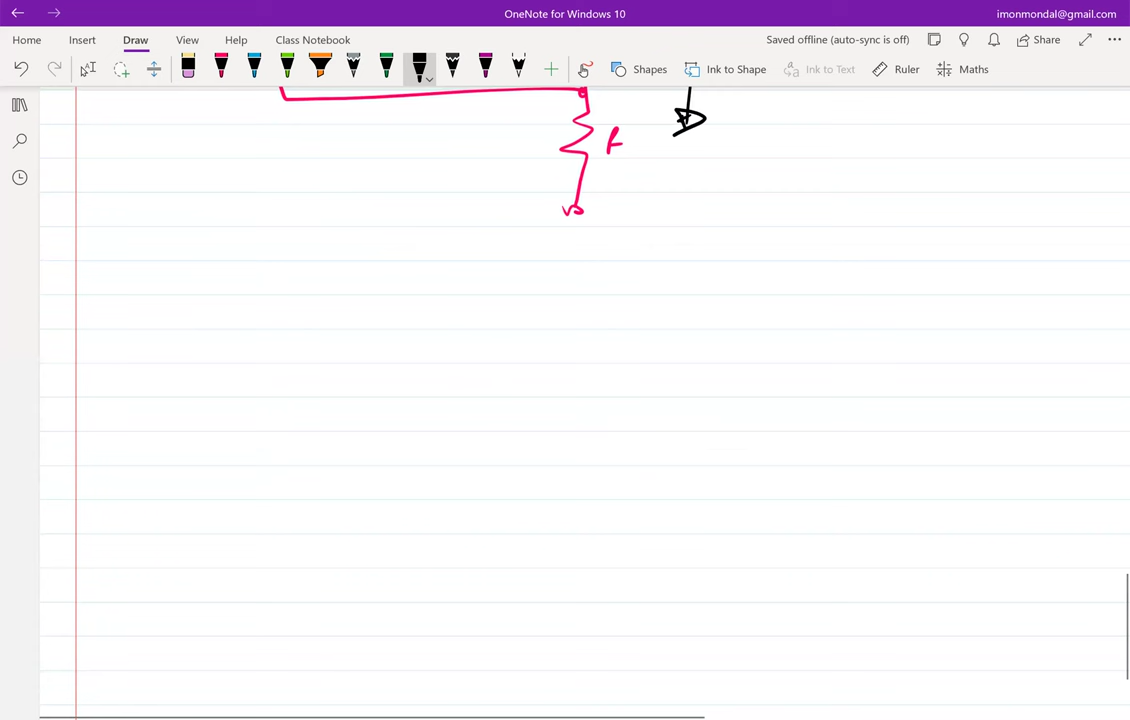 OneNote for Windows 10
imonmondal@gmail.com
Home Insert Draw View Help Class Notebook
Saved offline (auto-sync is off) Share
Shapes Ink to Shape Ink to Text Ruler Maths